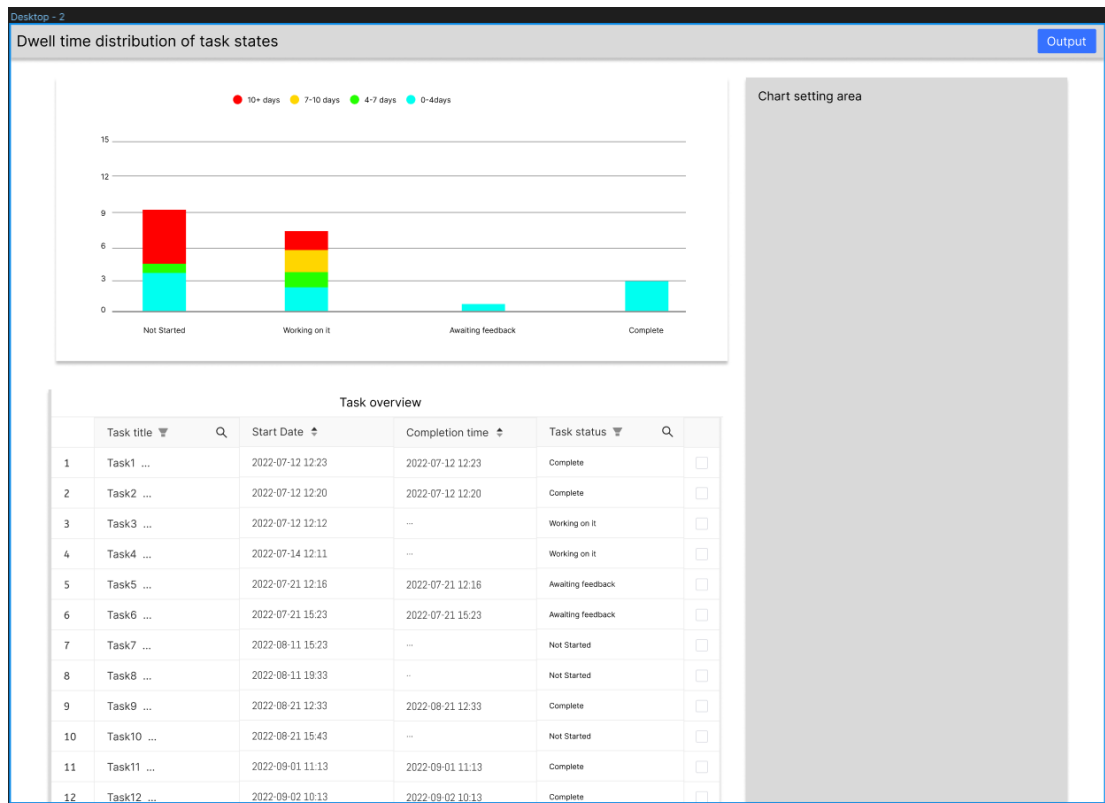 Desktop - 2
Dwell time distribution of task states
Output
10+ days 7-10 days 4-7 days 0-4days
Chart setting area
15
12
9
6
3
0
Not Started Working on it Awaiting feedback Complete
Task overview
Task title Start Date Completion time Task status
1 Task1 ... 2022-07-12 12:23 2022-07-12 12:23 Complete
2 Task2 ... 2022-07-12 12:20 2022-07-12 12:20 Complete
3 Task3 ... 2022-07-12 12:12 ... Working on it
4 Task4 ... 2022-07-14 12:11 ... Working on it
5 Task5 ... 2022-07-21 12:16 2022-07-21 12:16 Awaiting feedback
6 Task6 ... 2022-07-21 15:23 2022-07-21 15:23 Awaiting feedback
7 Task7 ... 2022-08-11 15:23 ... Not Started
8 Task8 ... 2022-08-11 19:33 .. Not Started
9 Task9 ... 2022-08-21 12:33 2022-08-21 12:33 Complete
10 Task10 ... 2022-08-21 15:43 ... Not Started
11 Task11 ... 2022-09-01 11:13 2022-09-01 11:13 Complete
12 Task12 ... 2022-09-02 10:13 2022-09-02 10:13 Complete